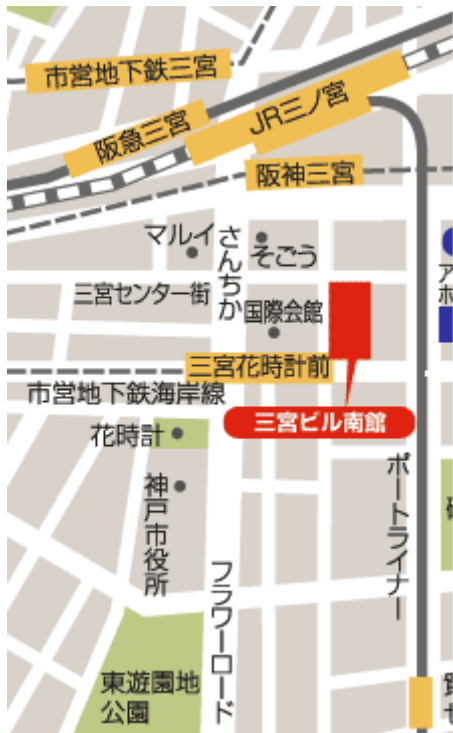 市営地下鉄三宮
阪急三宮
JR三ノ宮
阪神三宮
マルイ
さんちか
そごう
三宮センター街
国際会館
三宮花時計前
市営地下鉄海岸線
三宮ビル南館
花時計
神戸市役所
ポートライナー
フラワーロード
東遊園地
公園